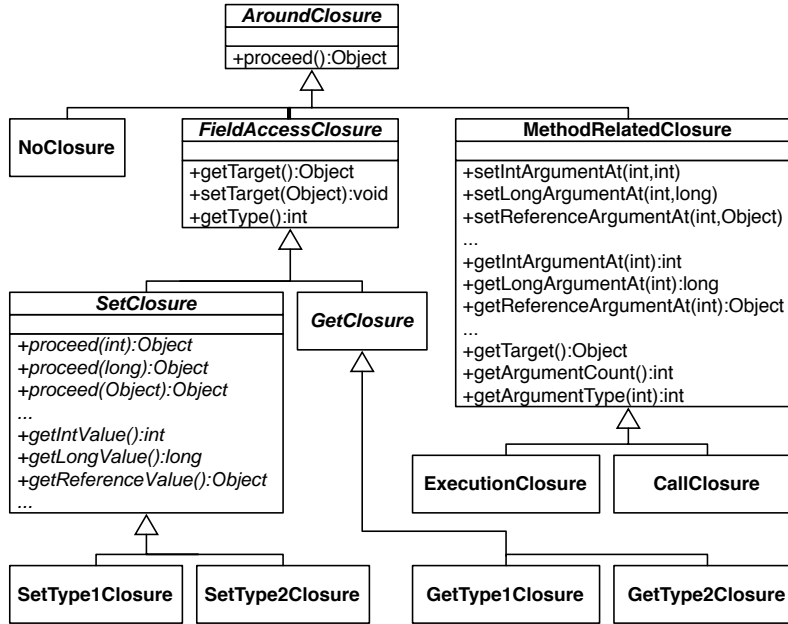 AroundClosure
+proceed():Object
NoClosure
FieldAccessClosure
+getTarget():Object
+setTarget(Object):void
+getType():int
MethodRelatedClosure
+setIntArgumentAt(int,int)
+setLongArgumentAt(int,long)
+setReferenceArgumentAt(int,Object)
...
+getIntArgumentAt(int):int
+getLongArgumentAt(int):long
+getReferenceArgumentAt(int):Object
...
+getTarget():Object
+getArgumentCount():int
+getArgumentType(int):int
SetClosure
+proceed(int):Object
+proceed(long):Object
+proceed(Object):Object
...
+getIntValue():int
+getLongValue():long
+getReferenceValue():Object
...
GetClosure
ExecutionClosure
CallClosure
SetType1Closure
SetType2Closure
GetType1Closure
GetType2Closure